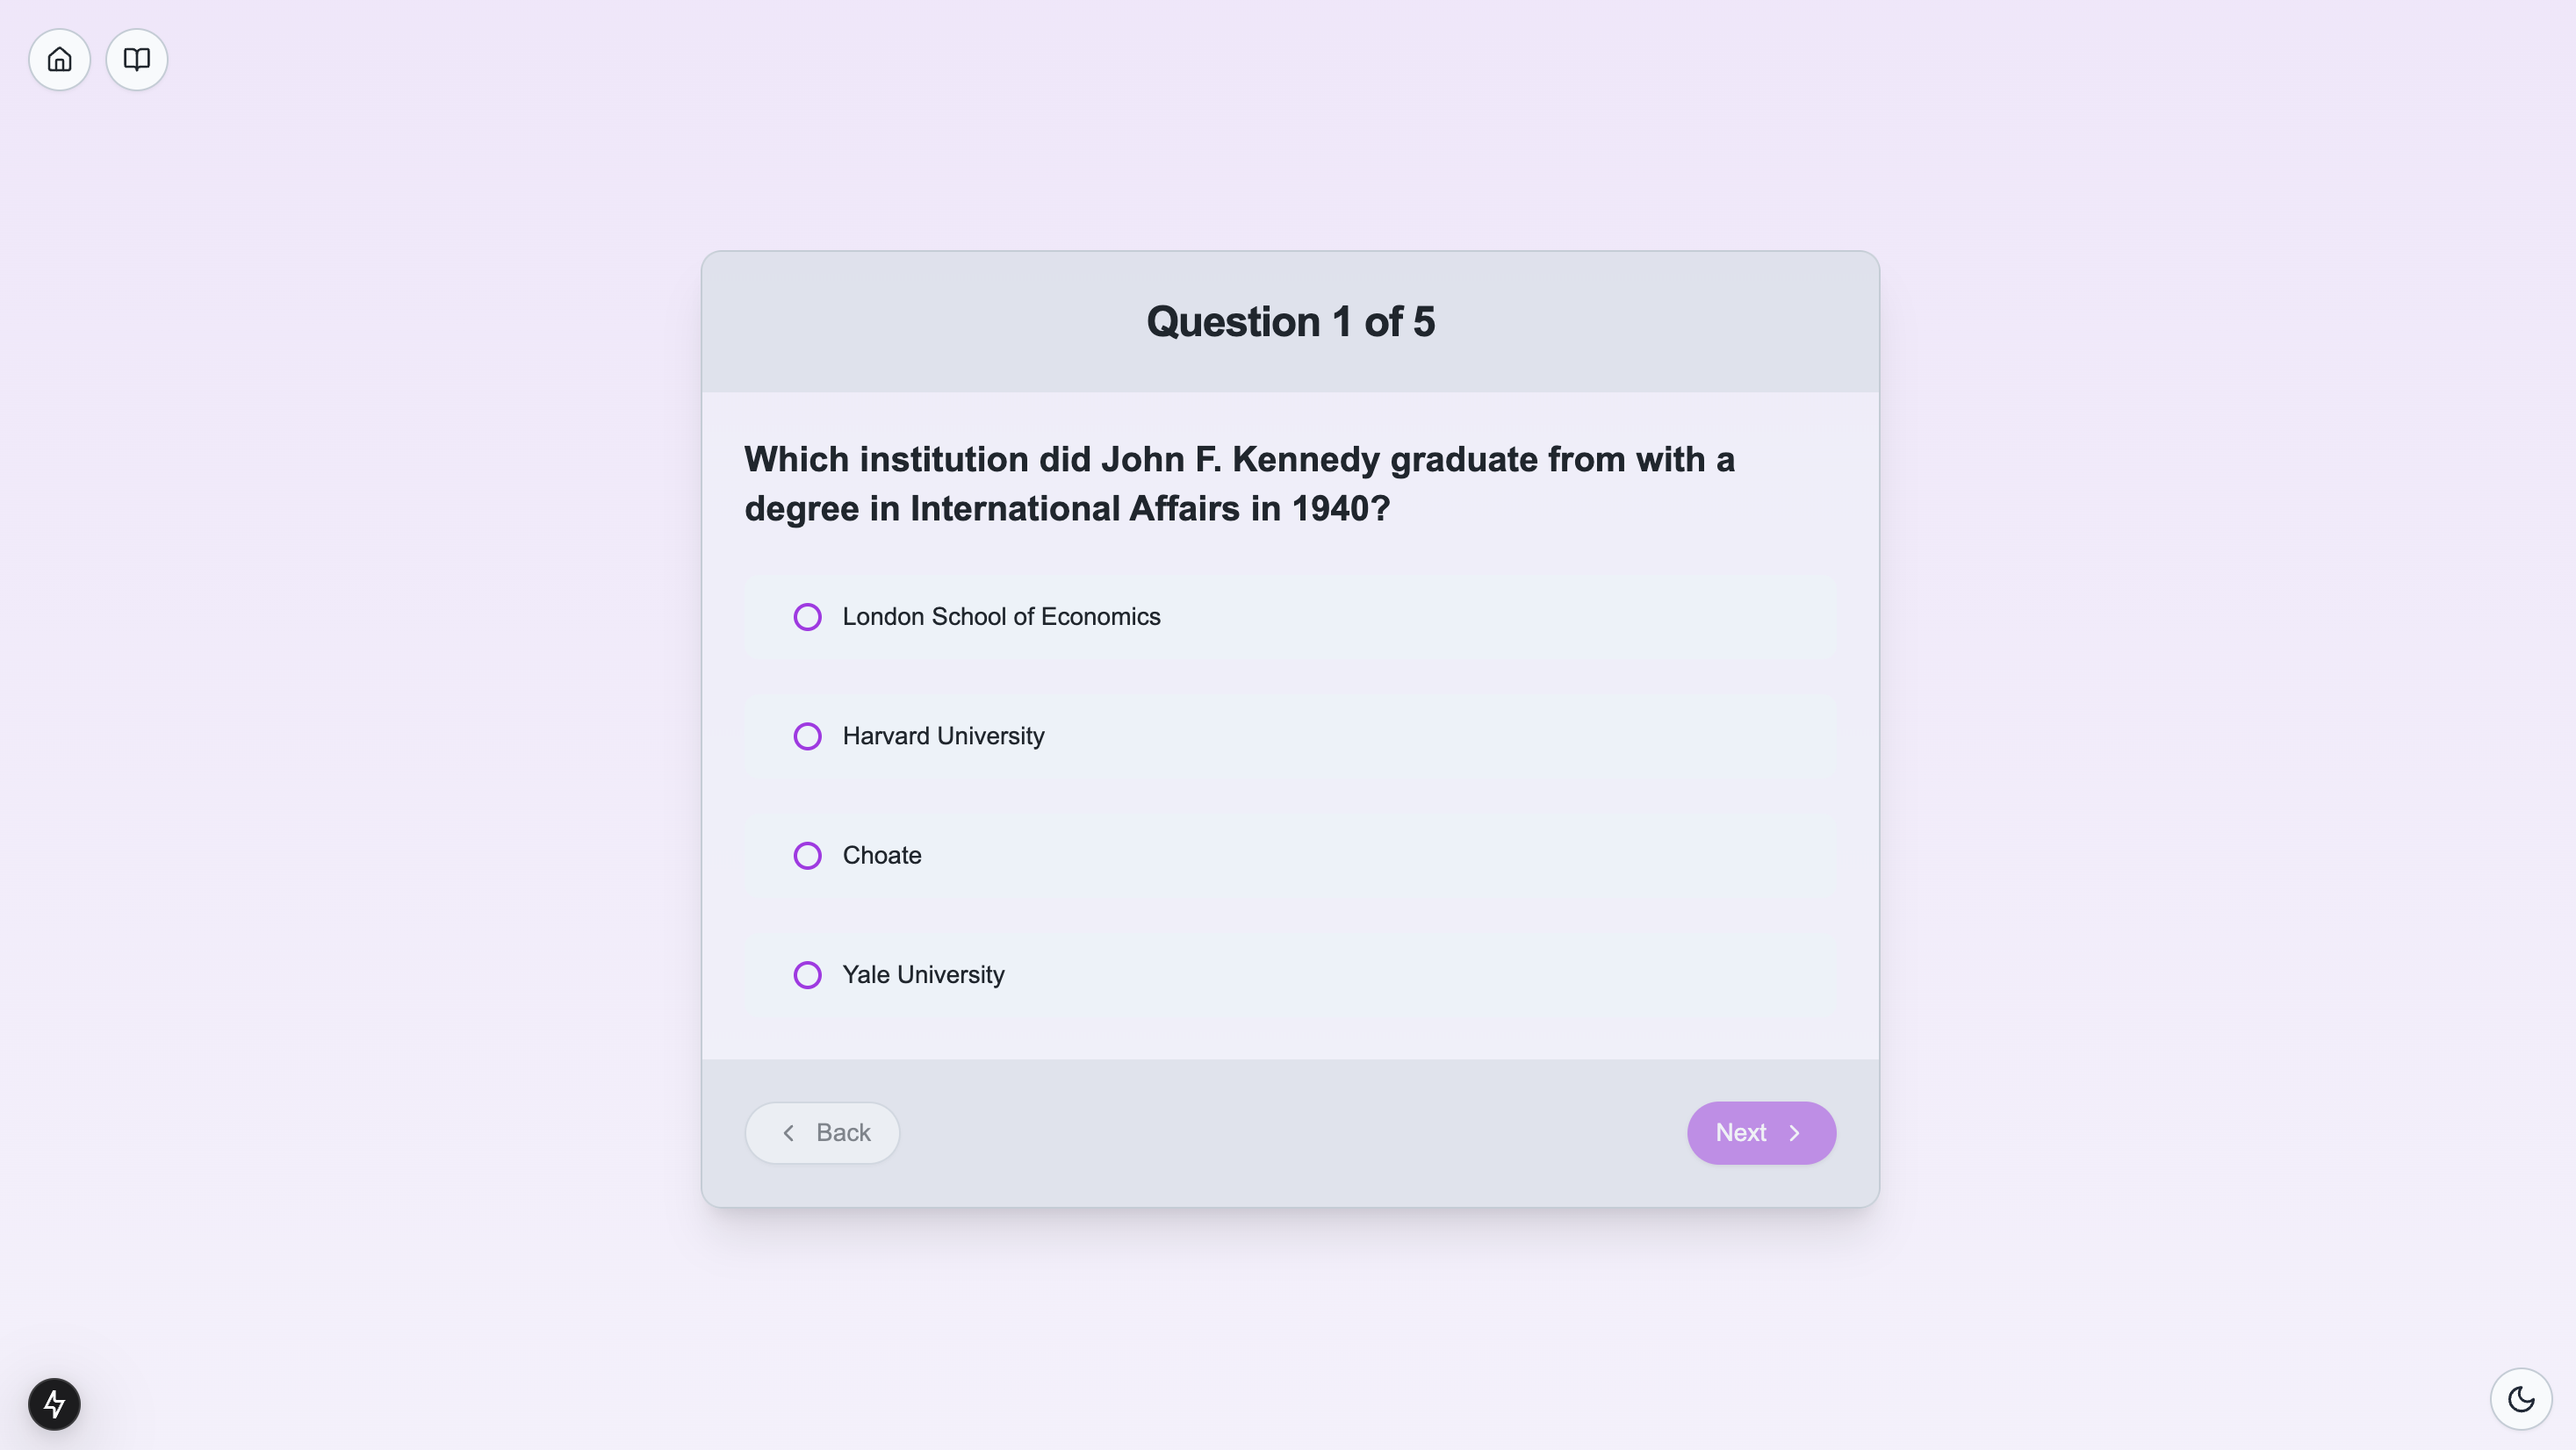 Question 1 of 5
Which institution did John F. Kennedy graduate from with a
degree in International Affairs in 1940?
London School of Economics
Harvard University
Choate
Yale University
Back
Next